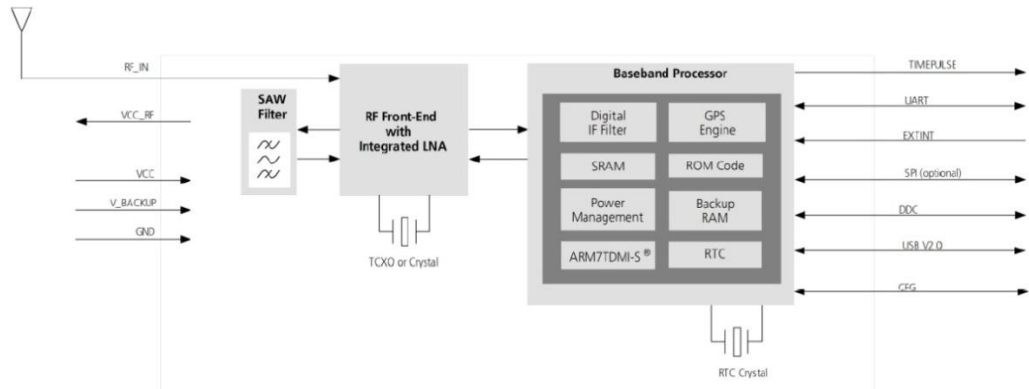 RF_IN
VCC_RF
VCC
V_BACKUP
GND
SAW
Filter
RF Front-End
with
Integrated LNA
TCXO or Crystal
Baseband Processor
Digital
IF Filter
GPS
Engine
SRAM
ROM Code
Power
Management
Backup
RAM
ARM7TDMI-S ®
RTC
RTC Crystal
TIMEPULSE
UART
EXTINT
SPI (optional)
DDC
USB V2.0
CFG